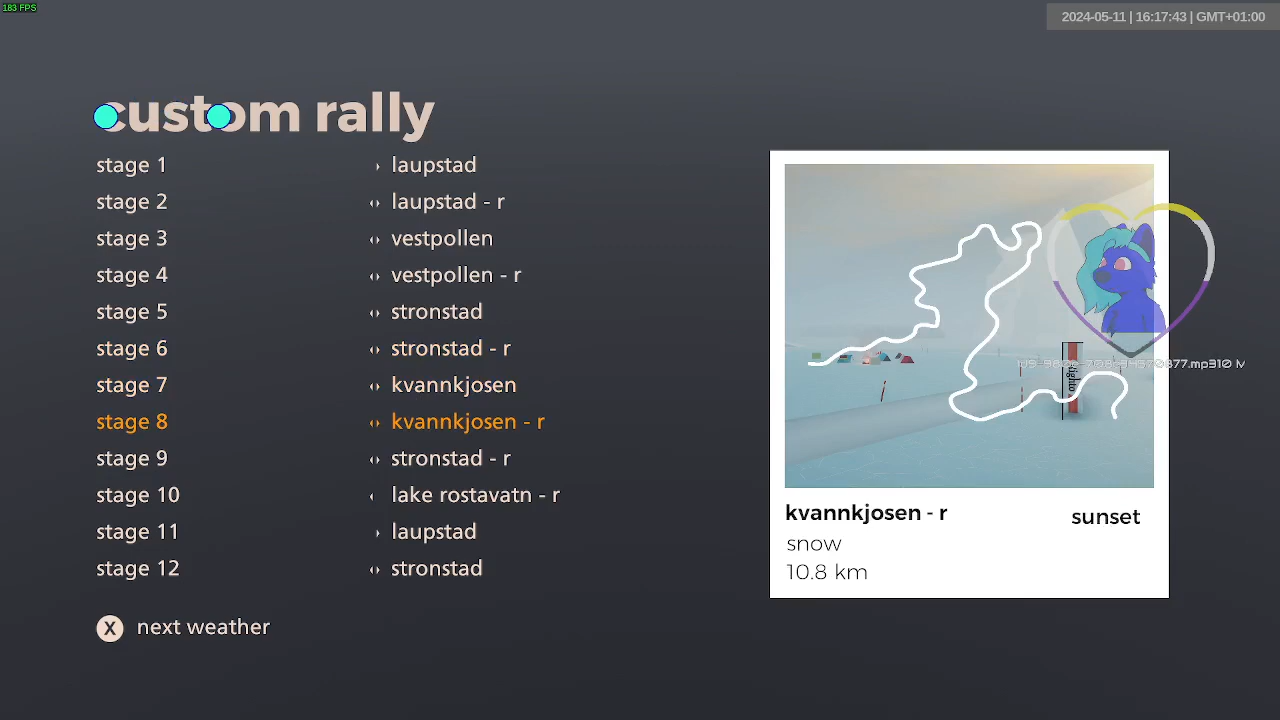 183 FPS
2024-05-11 | 16:17:43 | GMT+01:00
custom rally
stage 1 laupstad
stage 2 laupstad - r
stage 3 vestpollen
stage 4 vestpollen - r
stage 5 stronstad
stage 6 stronstad - r
stage 7 kvannkjosen
stage 8 kvannkjosen - r
stage 9 stronstad - r
stage 10 lake rostavatn - r
stage 11 laupstad
stage 12 stronstad
X next weather
kvannkjosen - r sunset
snow
10.8 km